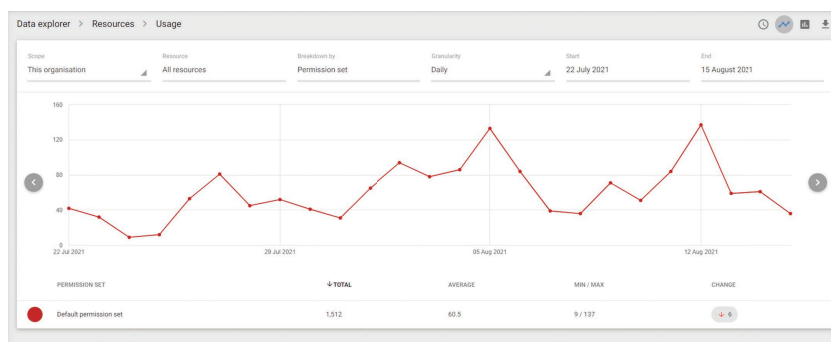 Data explorer > Resources > Usage
Scope Resource Breakdown by Granularity Start End
This organisation All resources Permission set Daily 22 July 2021 15 August 2021
160
120
80
40
0
22 Jul 2021 29 Jul 2021 05 Aug 2021 12 Aug 2021
PERMISSION SET ↓ TOTAL AVERAGE MIN / MAX CHANGE
Default permission set 1,512 60.5 9 / 137 ↓ 6